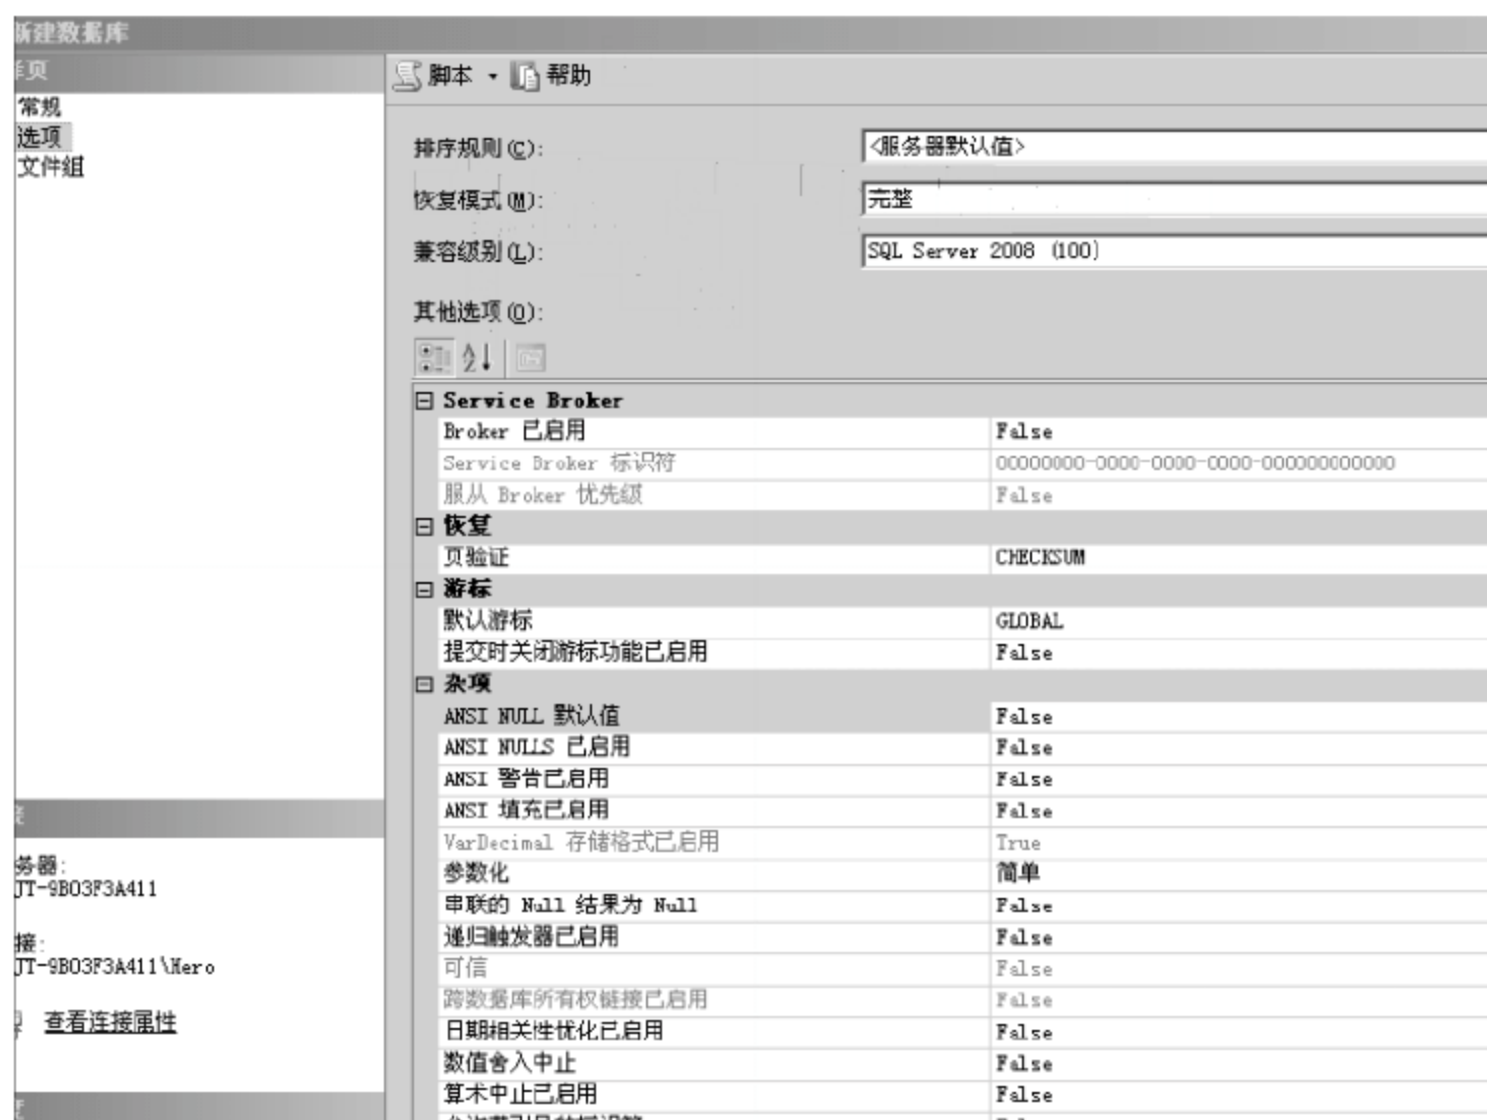 新建数据库
择页
常规
选项
文件组
脚本
帮助
排序规则(C):
<服务器默认值>
恢复模式(M):
完整
兼容级别(L):
SQL Server 2008 (100)
其他选项(O):
Service Broker
Broker 已启用 False
Service Broker 标识符 00000000-0000-0000-0000-000000000000
服从 Broker 优先级 False
恢复
页验证 CHECKSUM
游标
默认游标 GLOBAL
提交时关闭游标功能已启用 False
杂项
ANSI NULL 默认值 False
ANSI NULLS 已启用 False
ANSI 警告已启用 False
ANSI 填充已启用 False
VarDecimal 存储格式已启用 True
参数化 简单
串联的 Null 结果为 Null False
递归触发器已启用 False
可信 False
跨数据库所有权链接已启用 False
日期相关性优化已启用 False
数值舍入中止 False
算术中止已启用 False
接
务器:
JT-9B03F3A411
接:
JT-9B03F3A411\Hero
查看连接属性
度